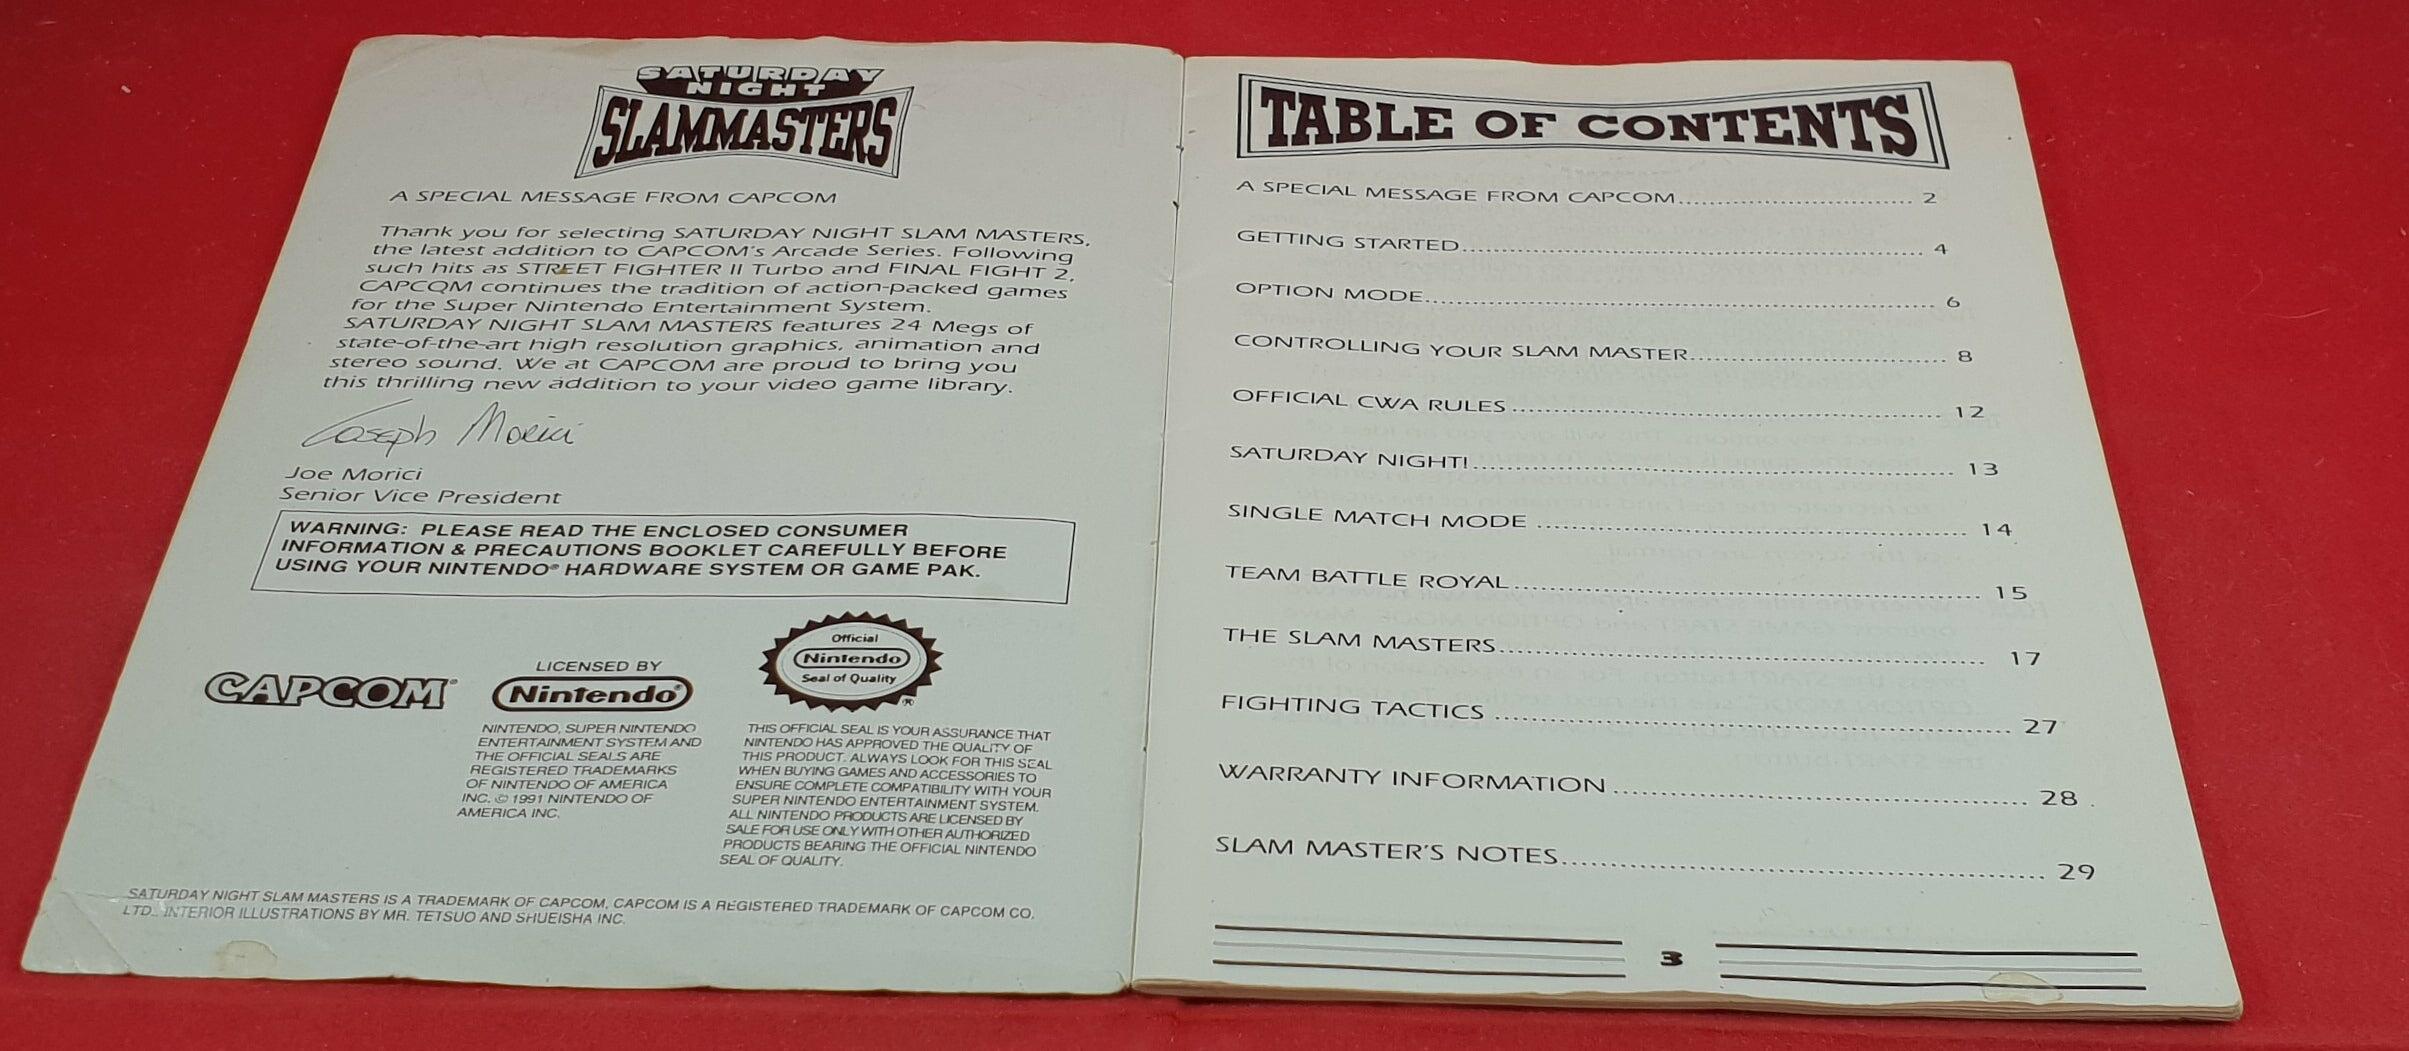 SATURDAY
NIGHT
SLAMMASTERS
A SPECIAL MESSAGE FROM CAPCOM
Thank you for selecting SATURDAY NIGHT SLAM MASTERS,
the latest addition to CAPCOM's Arcade Series. Following
such hits as STREET FIGHTER II Turbo and FINAL FIGHT 2,
CAPCOM continues the tradition of action-packed games
for the Super Nintendo Entertainment System.
SATURDAY NIGHT SLAM MASTERS features 24 Megs of
state-of-the-art high resolution graphics, animation and
stereo sound. We at CAPCOM are proud to bring you
this thrilling new addition to your video game library.
Joseph Morici
Joe Morici
Senior Vice President
WARNING: PLEASE READ THE ENCLOSED CONSUMER
INFORMATION & PRECAUTIONS BOOKLET CAREFULLY BEFORE
USING YOUR NINTENDO® HARDWARE SYSTEM OR GAME PAK.
CAPCOM®
LICENSED BY
Nintendo®
NINTENDO, SUPER NINTENDO
ENTERTAINMENT SYSTEM AND
THE OFFICIAL SEALS ARE
REGISTERED TRADEMARKS
OF NINTENDO OF AMERICA
INC. © 1991 NINTENDO OF
AMERICA INC.
Official
Nintendo
Seal of Quality
®
THIS OFFICIAL SEAL IS YOUR ASSURANCE THAT
NINTENDO HAS APPROVED THE QUALITY OF
THIS PRODUCT. ALWAYS LOOK FOR THIS SEAL
WHEN BUYING GAMES AND ACCESSORIES TO
ENSURE COMPLETE COMPATIBILITY WITH YOUR
SUPER NINTENDO ENTERTAINMENT SYSTEM.
ALL NINTENDO PRODUCTS ARE LICENSED BY
SALE FOR USE ONLY WITH OTHER AUTHORIZED
PRODUCTS BEARING THE OFFICIAL NINTENDO
SEAL OF QUALITY.
SATURDAY NIGHT SLAM MASTERS IS A TRADEMARK OF CAPCOM, CAPCOM IS A REGISTERED TRADEMARK OF CAPCOM CO.
LTD.. INTERIOR ILLUSTRATIONS BY MR. TETSUO AND SHUEISHA INC.
TABLE OF CONTENTS
A SPECIAL MESSAGE FROM CAPCOM.............................. 2
GETTING STARTED.............................. 4
OPTION MODE.............................. 6
CONTROLLING YOUR SLAM MASTER.............................. 8
OFFICIAL CWA RULES.............................. 12
SATURDAY NIGHT!.............................. 13
SINGLE MATCH MODE.............................. 14
TEAM BATTLE ROYAL.............................. 15
THE SLAM MASTERS.............................. 17
FIGHTING TACTICS.............................. 27
WARRANTY INFORMATION.............................. 28
SLAM MASTER'S NOTES.............................. 29
3